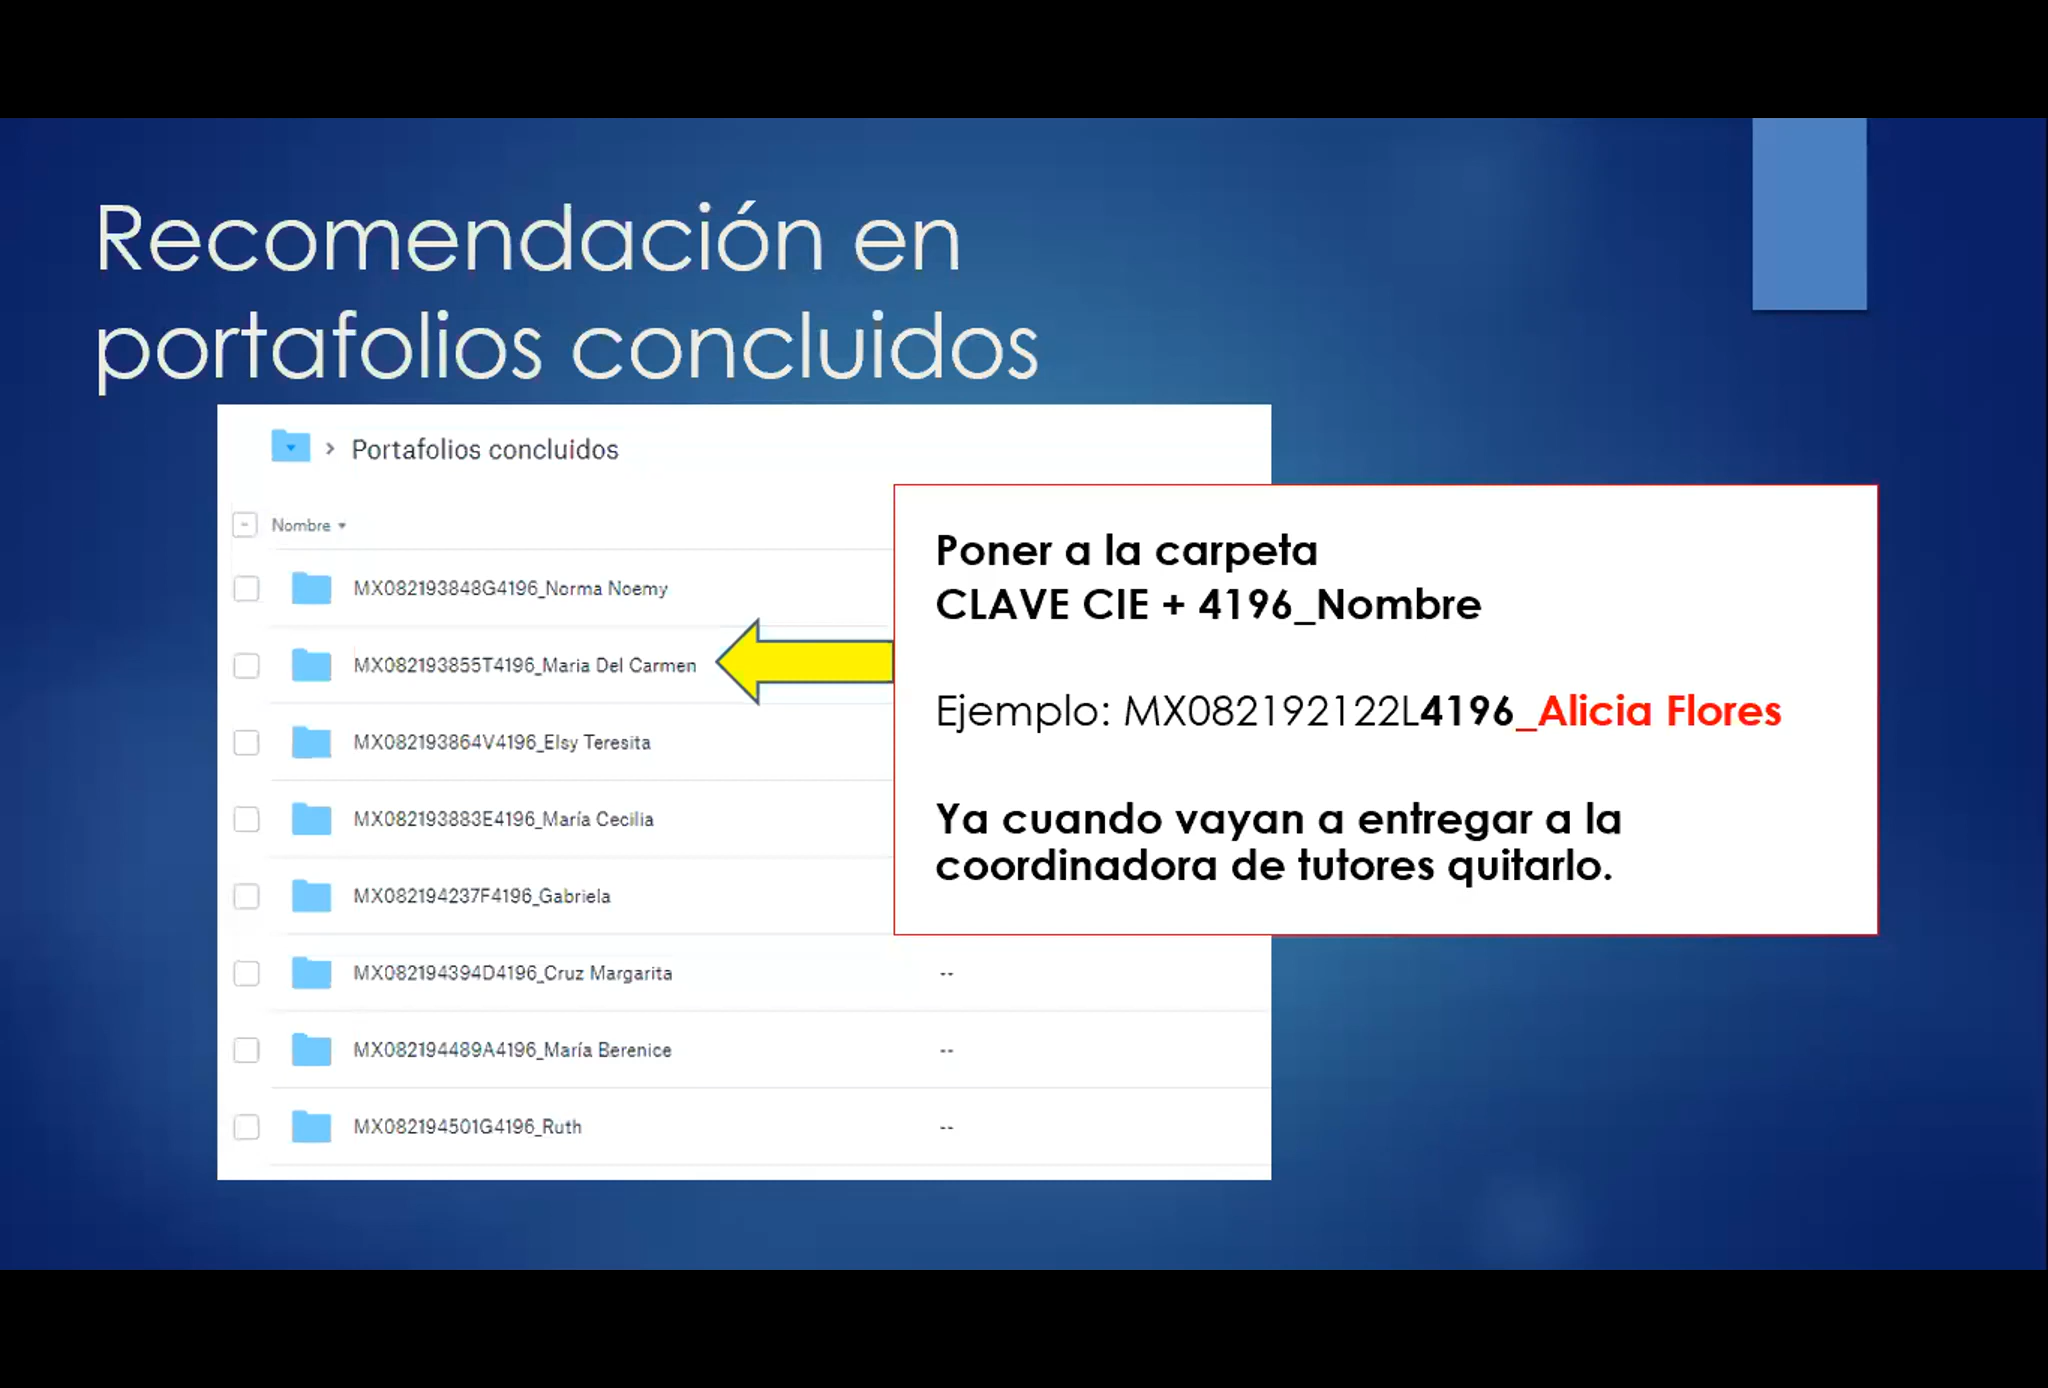 Recomendación en
portafolios concluidos
> Portafolios concluidos
Nombre
MX082193848G4196_Norma Noemy
MX082193855T4196_Maria Del Carmen
MX082193864V4196_Elsy Teresita
MX082193883E4196_María Cecilia
MX082194237F4196_Gabriela
MX082194394D4196_Cruz Margarita --
MX082194489A4196_María Berenice --
MX082194501G4196_Ruth --
Poner a la carpeta
CLAVE CIE + 4196_Nombre
Ejemplo: MX082192122L4196_Alicia Flores
Ya cuando vayan a entregar a la
coordinadora de tutores quitarlo.